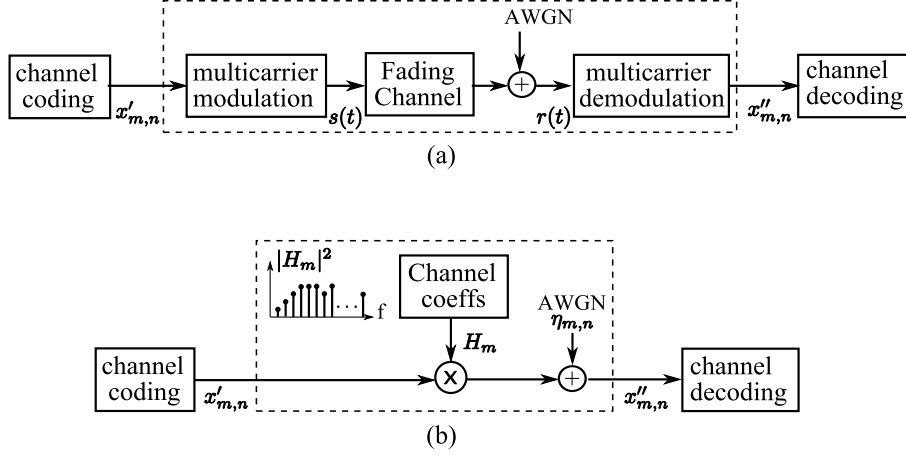 AWGN
channel
coding
x′m,n
multicarrier
modulation
s(t)
Fading
Channel
+
r(t)
multicarrier
demodulation
x″m,n
channel
decoding
(a)
|Hm|²
...
f
Channel
coeffs
Hm
AWGN
ηm,n
channel
coding
x′m,n
x
+
x″m,n
channel
decoding
(b)